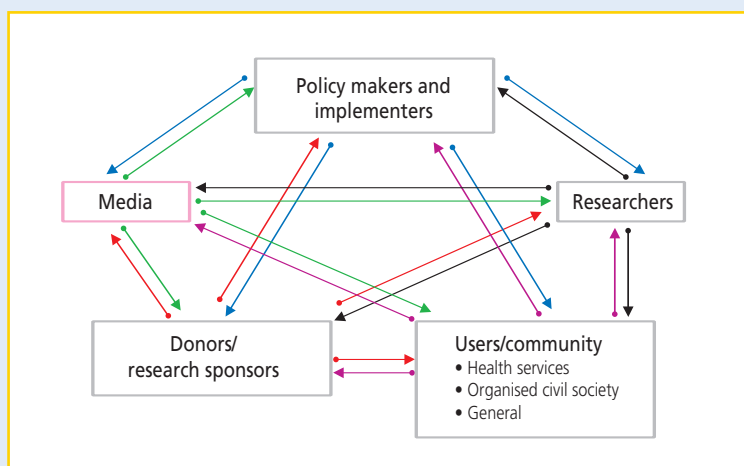 Policy makers and
implementers
Media
Researchers
Donors/
research sponsors
Users/community
• Health services
• Organised civil society
• General